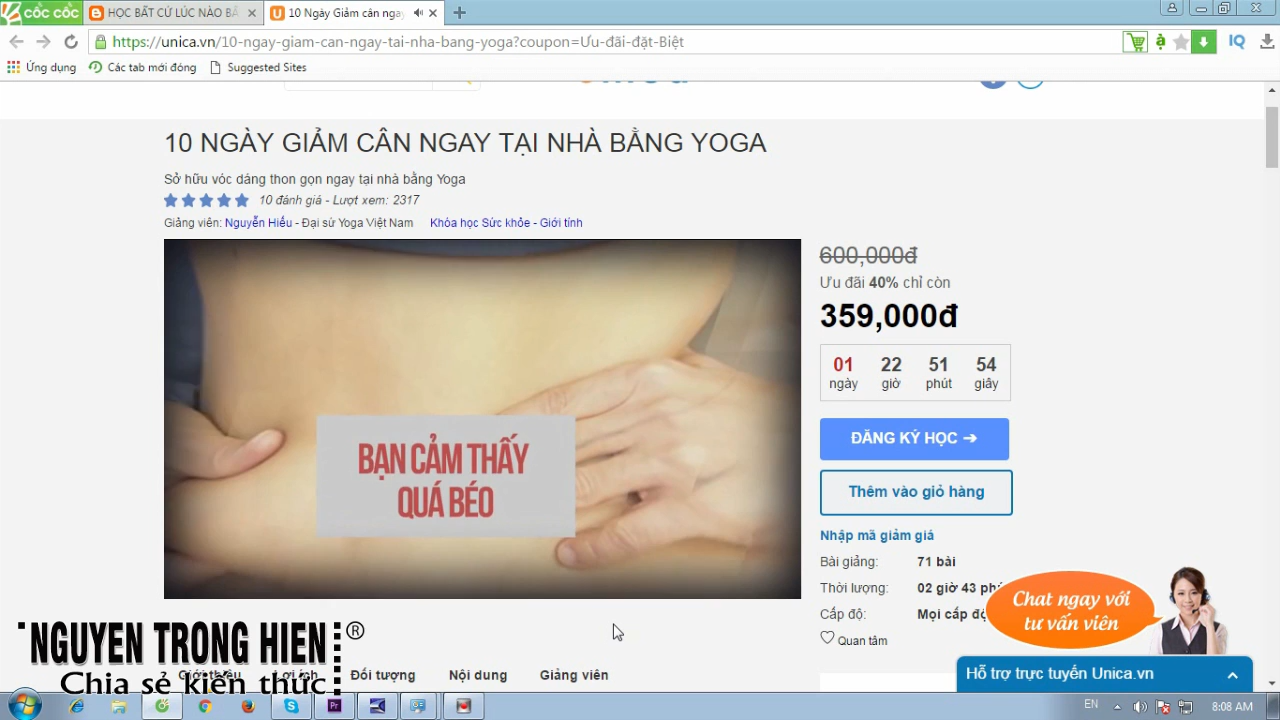 CỐC CỐC
HỌC BẤT CỨ LÚC NÀO BẤ
10 Ngày Giảm cân ngay
https://unica.vn/10-ngay-giam-can-ngay-tai-nha-bang-yoga?coupon=Ưu-đãi-đặt-Biệt
IQ
Ứng dụng
Các tab mới đóng
Suggested Sites
10 NGÀY GIẢM CÂN NGAY TẠI NHÀ BẰNG YOGA
Sở hữu vóc dáng thon gọn ngay tại nhà bằng Yoga
10 đánh giá - Lượt xem: 2317
Giảng viên: Nguyễn Hiếu - Đại sứ Yoga Việt Nam Khóa học Sức khỏe - Giới tính
BẠN CẢM THẤY
QUÁ BÉO
600,000đ
Ưu đãi 40% chỉ còn
359,000đ
01 22 51 54
ngày giờ phút giây
ĐĂNG KÝ HỌC ➔
Thêm vào giỏ hàng
Nhập mã giảm giá
Bài giảng: 71 bài
Thời lượng: 02 giờ 43
Cấp độ: Mọi cấp
Quan tâm
Chat ngay với
tư vấn viên
Hỗ trợ trực tuyến Unica.vn
NGUYEN TRONG HIEN ®
Chia sẻ kiến thức
Giới thiệu Lợi ích Đối tượng Nội dung Giảng viên
EN
8:08 AM